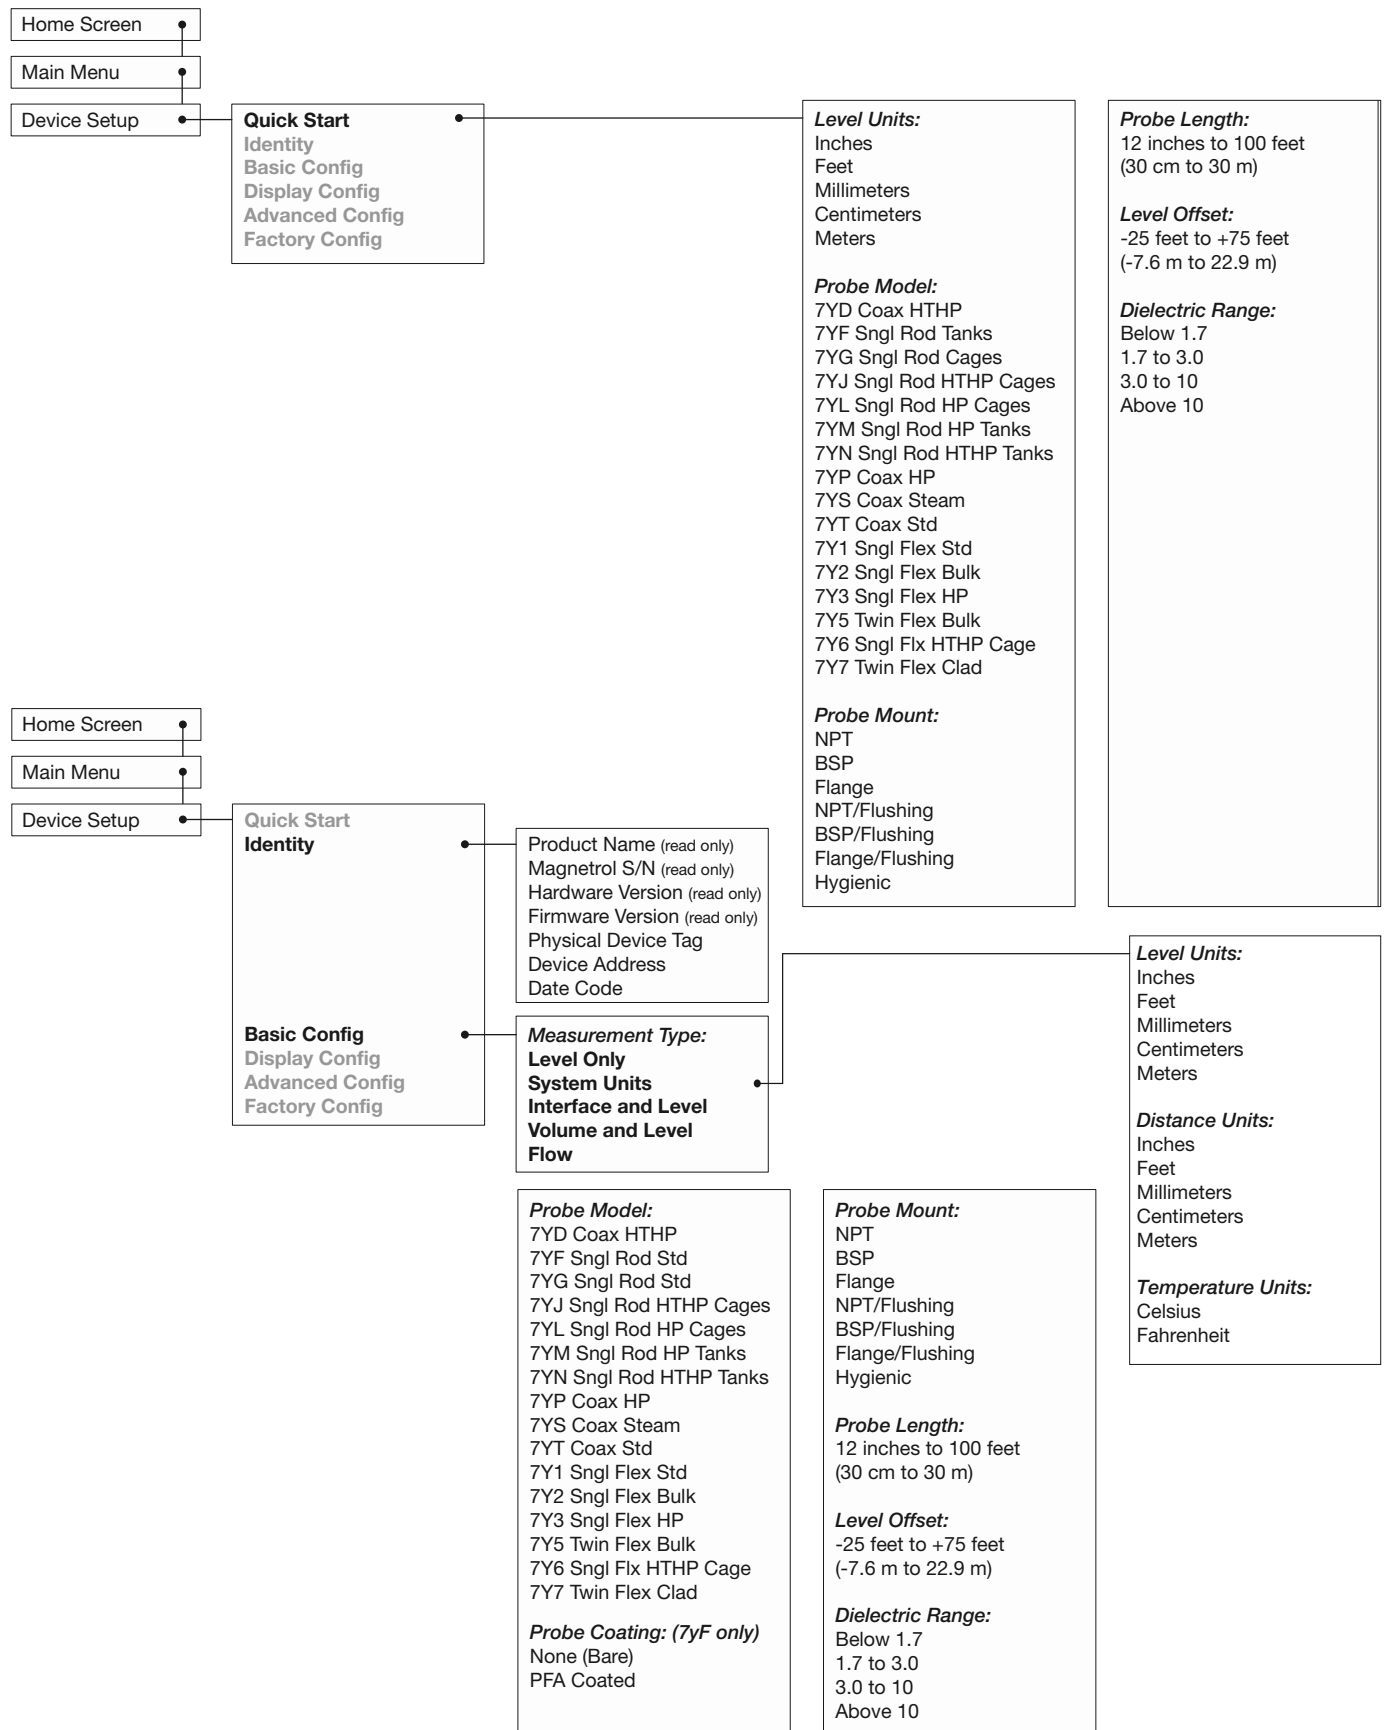 Home Screen
Main Menu
Device Setup
Quick Start
Identity
Basic Config
Display Config
Advanced Config
Factory Config
Level Units:
Inches
Feet
Millimeters
Centimeters
Meters
Probe Model:
7YD Coax HTHP
7YF Sngl Rod Tanks
7YG Sngl Rod Cages
7YJ Sngl Rod HTHP Cages
7YL Sngl Rod HP Cages
7YM Sngl Rod HP Tanks
7YN Sngl Rod HTHP Tanks
7YP Coax HP
7YS Coax Steam
7YT Coax Std
7Y1 Sngl Flex Std
7Y2 Sngl Flex Bulk
7Y3 Sngl Flex HP
7Y5 Twin Flex Bulk
7Y6 Sngl Flx HTHP Cage
7Y7 Twin Flex Clad
Probe Mount:
NPT
BSP
Flange
NPT/Flushing
BSP/Flushing
Flange/Flushing
Hygienic
Probe Length:
12 inches to 100 feet
(30 cm to 30 m)
Level Offset:
-25 feet to +75 feet
(-7.6 m to 22.9 m)
Dielectric Range:
Below 1.7
1.7 to 3.0
3.0 to 10
Above 10
Home Screen
Main Menu
Device Setup
Quick Start
Identity
Basic Config
Display Config
Advanced Config
Factory Config
Product Name (read only)
Magnetrol S/N (read only)
Hardware Version (read only)
Firmware Version (read only)
Physical Device Tag
Device Address
Date Code
Measurement Type:
Level Only
System Units
Interface and Level
Volume and Level
Flow
Level Units:
Inches
Feet
Millimeters
Centimeters
Meters
Distance Units:
Inches
Feet
Millimeters
Centimeters
Meters
Temperature Units:
Celsius
Fahrenheit
Probe Model:
7YD Coax HTHP
7YF Sngl Rod Std
7YG Sngl Rod Std
7YJ Sngl Rod HTHP Cages
7YL Sngl Rod HP Cages
7YM Sngl Rod HP Tanks
7YN Sngl Rod HTHP Tanks
7YP Coax HP
7YS Coax Steam
7YT Coax Std
7Y1 Sngl Flex Std
7Y2 Sngl Flex Bulk
7Y3 Sngl Flex HP
7Y5 Twin Flex Bulk
7Y6 Sngl Flx HTHP Cage
7Y7 Twin Flex Clad
Probe Coating: (7yF only)
None (Bare)
PFA Coated
Probe Mount:
NPT
BSP
Flange
NPT/Flushing
BSP/Flushing
Flange/Flushing
Hygienic
Probe Length:
12 inches to 100 feet
(30 cm to 30 m)
Level Offset:
-25 feet to +75 feet
(-7.6 m to 22.9 m)
Dielectric Range:
Below 1.7
1.7 to 3.0
3.0 to 10
Above 10